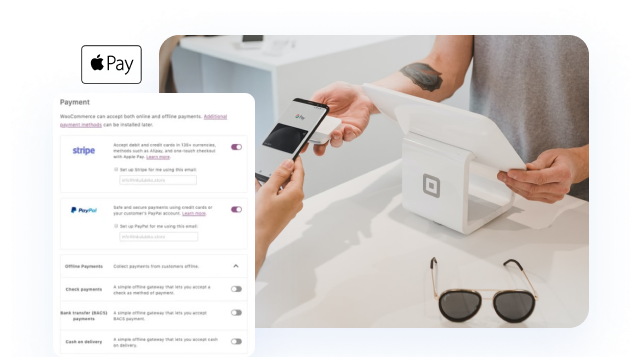 Pay
Payment
WooCommerce can accept both online and offline payments. Additional
payment methods can be installed later.
stripe
Accept debit and credit cards in 135+ currencies,
methods such as Alipay, and one-touch checkout
with Apple Pay. Learn more
Set up Stripe for me using this email:
PayPal
Safe and secure payments using credit cards or
your customer's PayPal account. Learn more
Set up PayPal for me using this email:
Offline Payments
Collect payments from customers offline.
Check payments
A simple offline gateway that lets you accept a
check as method of payment.
Bank transfer (BACS)
payments
A simple offline gateway that lets you accept
BACS payment.
Cash on delivery
A simple offline gateway that lets you accept cash
on delivery.
Pay